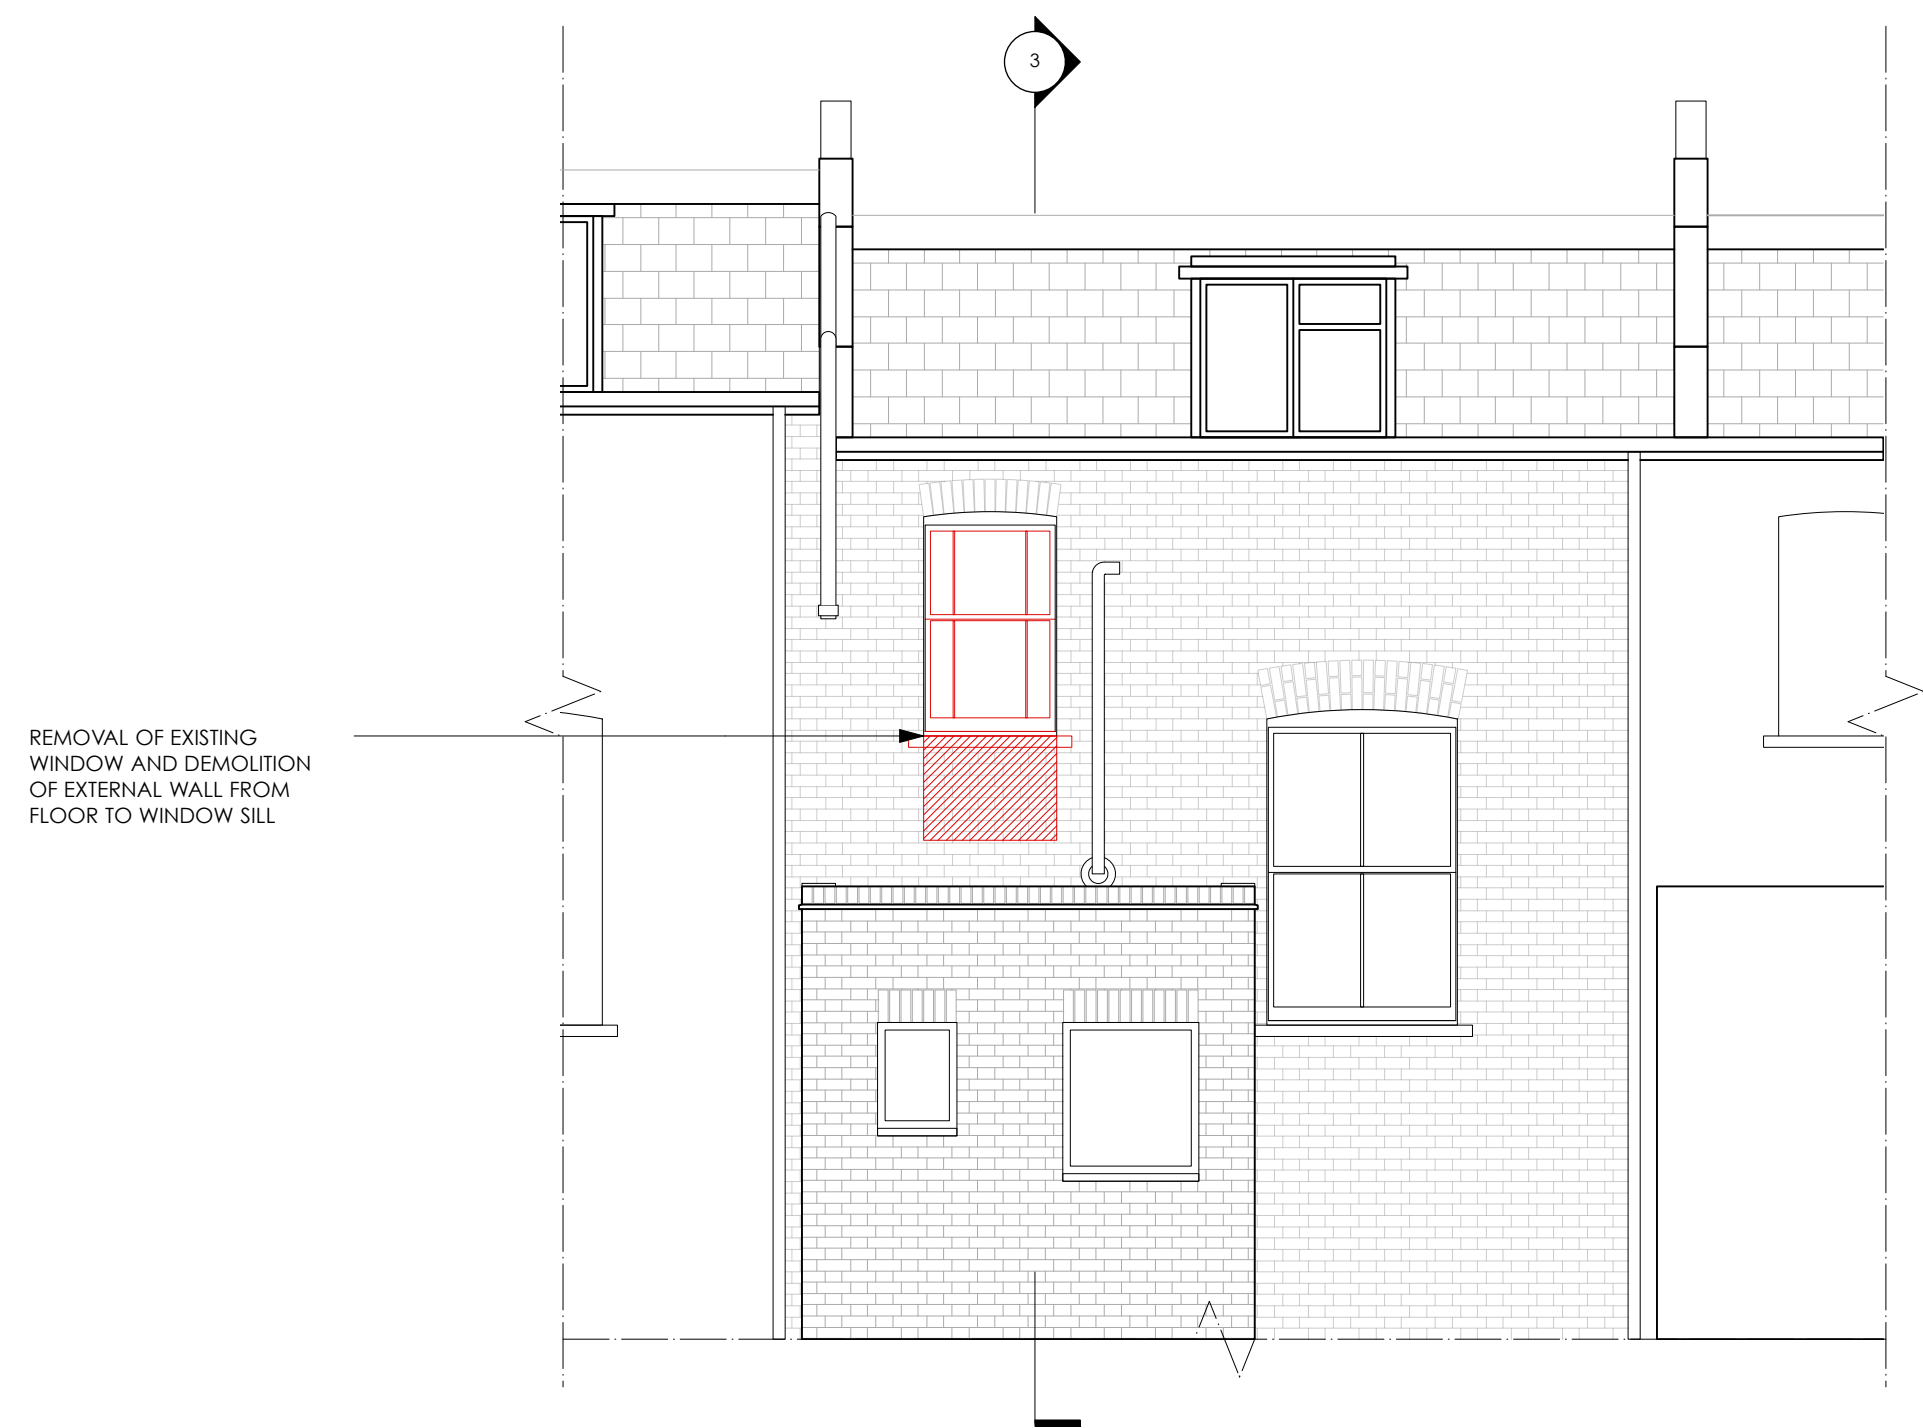 3
REMOVAL OF EXISTING
WINDOW AND DEMOLITION
OF EXTERNAL WALL FROM
FLOOR TO WINDOW SILL